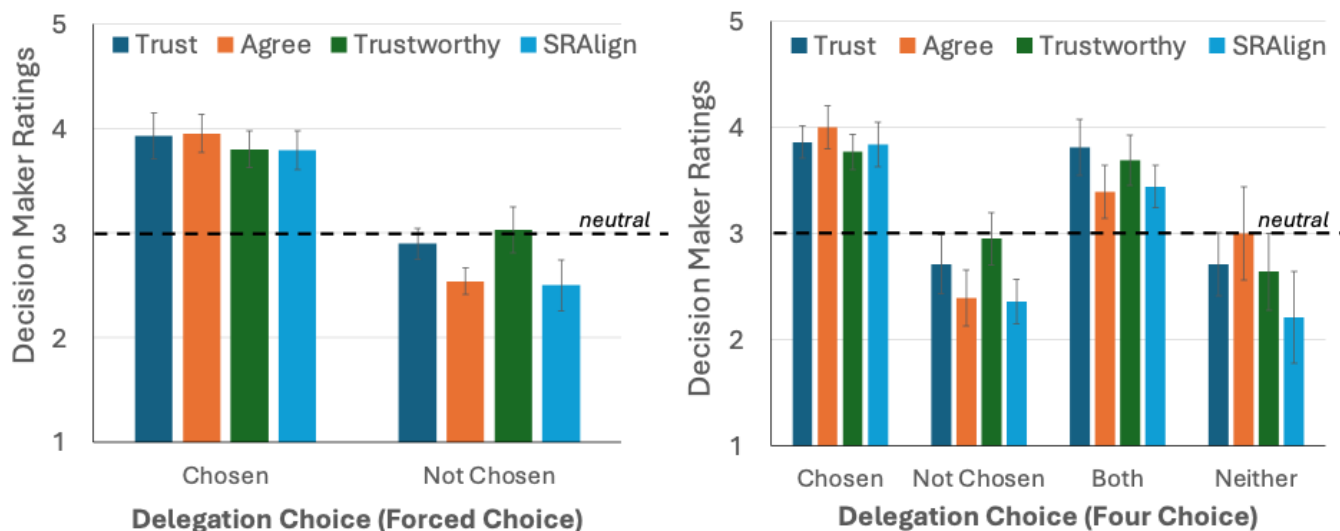 Decision Maker Ratings
5
4
3
2
1
Trust Agree Trustworthy SRAlign
neutral
Chosen Not Chosen
Delegation Choice (Forced Choice)
Decision Maker Ratings
5
4
3
2
1
Trust Agree Trustworthy SRAlign
neutral
Chosen Not Chosen Both Neither
Delegation Choice (Four Choice)